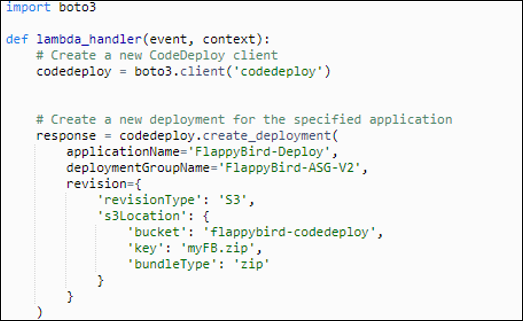 import boto3
def lambda_handler(event, context):
    # Create a new CodeDeploy client
    codedeploy = boto3.client('codedeploy')
    # Create a new deployment for the specified application
    response = codedeploy.create_deployment(
        applicationName='FlappyBird-Deploy',
        deploymentGroupName='FlappyBird-ASG-V2',
        revision={
            'revisionType': 'S3',
            's3Location': {
                'bucket': 'flappybird-codedeploy',
                'key': 'myFB.zip',
                'bundleType': 'zip'
            }
        }
    )